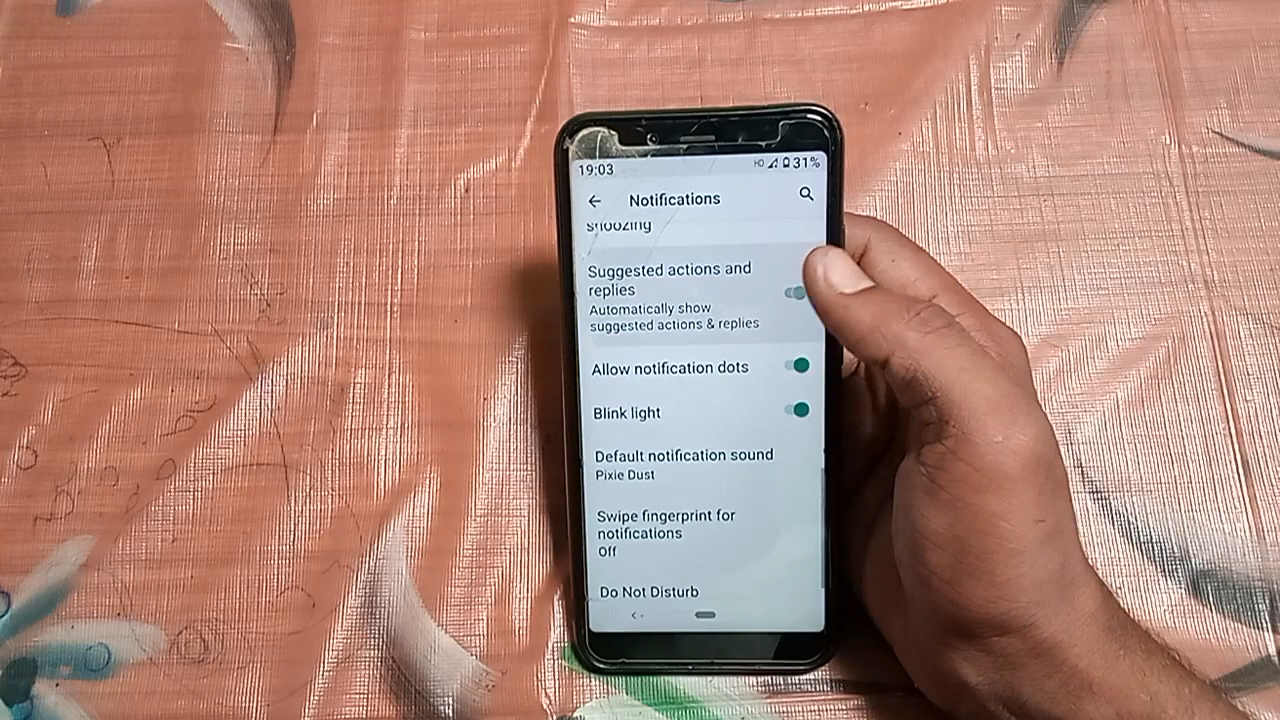 19:03 HD 31%
Notifications
snoozing
Suggested actions and
replies
Automatically show
suggested actions & replies
Allow notification dots
Blink light
Default notification sound
Pixie Dust
Swipe fingerprint for
notifications
Off
Do Not Disturb